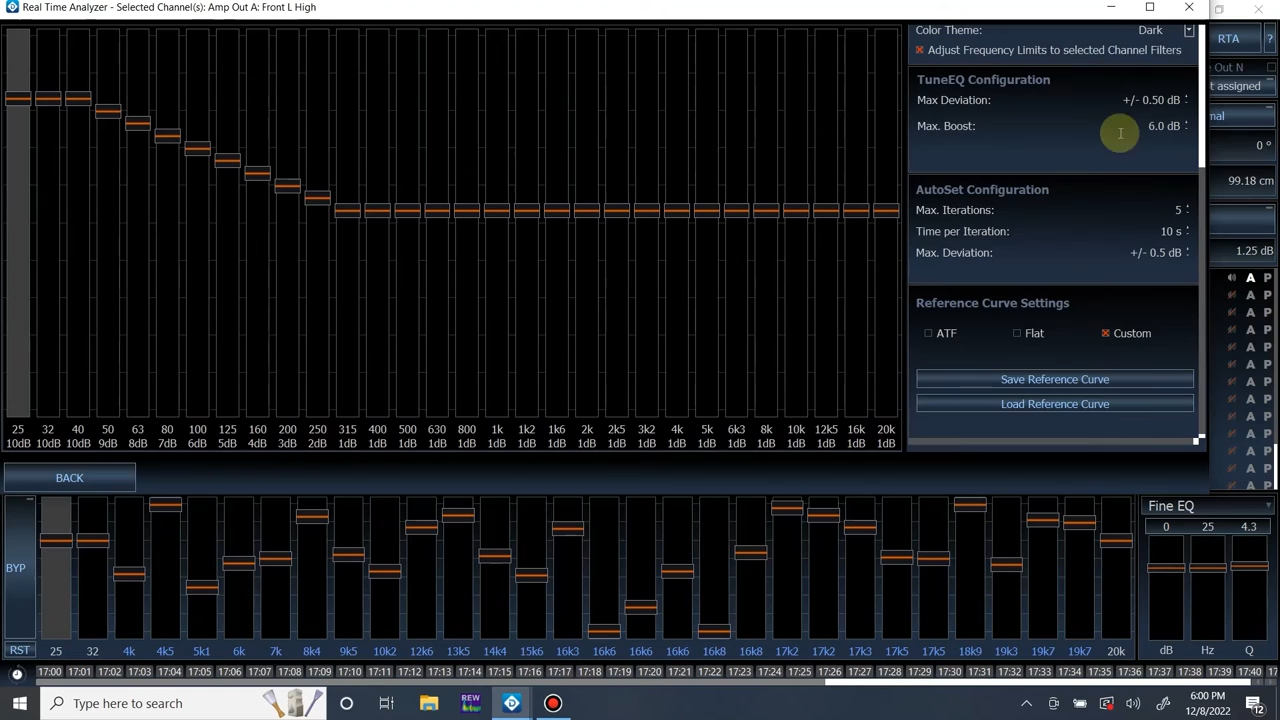 Real Time Analyzer - Selected Channel(s): Amp Out A: Front L High
Color Theme: Dark
Adjust Frequency Limits to selected Channel Filters
TuneEQ Configuration
Max Deviation: +/- 0.50 dB
Max. Boost: 6.0 dB
AutoSet Configuration
Max. Iterations: 5
Time per Iteration: 10 s
Max. Deviation: +/- 0.5 dB
Reference Curve Settings
ATF Flat Custom
Save Reference Curve
Load Reference Curve
RTA ?
e Out N
t assigned
mal
0 °
99.18 cm
1.25 dB
A P
A P
A P
A P
A P
A P
A P
A P
A P
A P
A P
A P
A P
25 32 40 50 63 80 100 125 160 200 250 315 400 500 630 800 1k 1k2 1k6 2k 2k5 3k2 4k 5k 6k3 8k 10k 12k5 16k 20k
10dB 10dB 10dB 9dB 8dB 7dB 6dB 5dB 4dB 3dB 2dB 1dB 1dB 1dB 1dB 1dB 1dB 1dB 1dB 1dB 1dB 1dB 1dB 1dB 1dB 1dB 1dB 1dB 1dB 1dB
BACK
BYP
RST
25 32 4k 4k5 5k1 6k 7k 8k4 9k5 10k2 12k6 13k5 14k4 15k6 16k3 16k6 16k6 16k6 16k8 16k8 17k2 17k2 17k3 17k5 17k5 18k9 19k3 19k7 19k7 20k
Fine EQ
0 25 4.3
dB Hz Q
17:00 17:01 17:02 17:03 17:04 17:05 17:06 17:07 17:08 17:09 17:10 17:11 17:12 17:13 17:14 17:15 17:16 17:17 17:18 17:19 17:20 17:21 17:22 17:23 17:24 17:25 17:26 17:27 17:28 17:29 17:30 17:31 17:32 17:33 17:34 17:35 17:36 17:37 17:38 17:39 17:40
Type here to search
REW
6:00 PM
12/8/2022
12